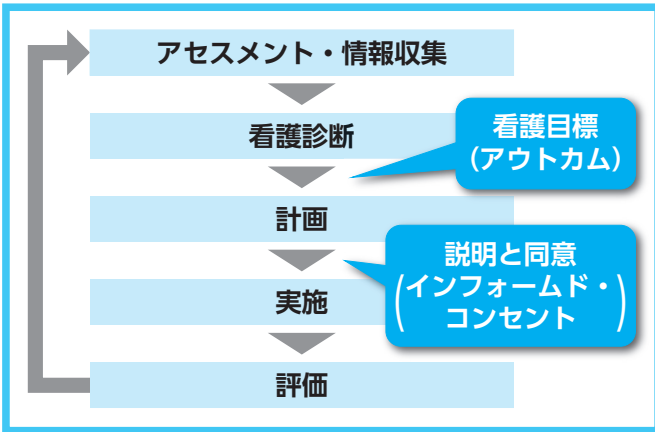 アセスメント・情報収集
看護診断
看護目標
（アウトカム）
計画
説明と同意
（インフォームド・
コンセント）
実施
評価